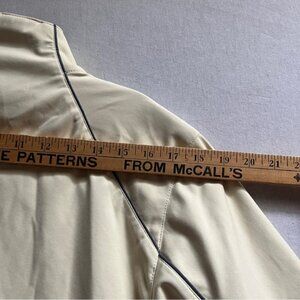 11 12 13 14 15 16 17 18 19 20 21
E PATTERNS FROM McCALL'S